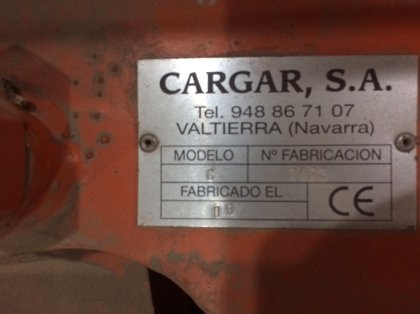 CARGAR, S.A.
Tel. 948 86 71 07
VALTIERRA (Navarra)
MODELO Nº FABRICACION
FABRICADO EL
CE